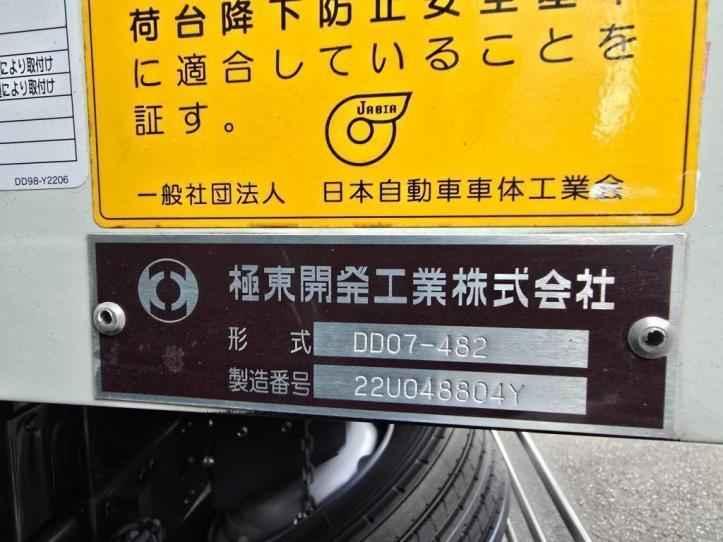 荷台降下防止安全基準
に適合していることを
証す。
JABIA
一般社団法人 日本自動車車体工業会
により取付け
により取付け
DD98-Y2206
極東開発工業株式会社
形式 DD07-482
製造番号 22U048804Y